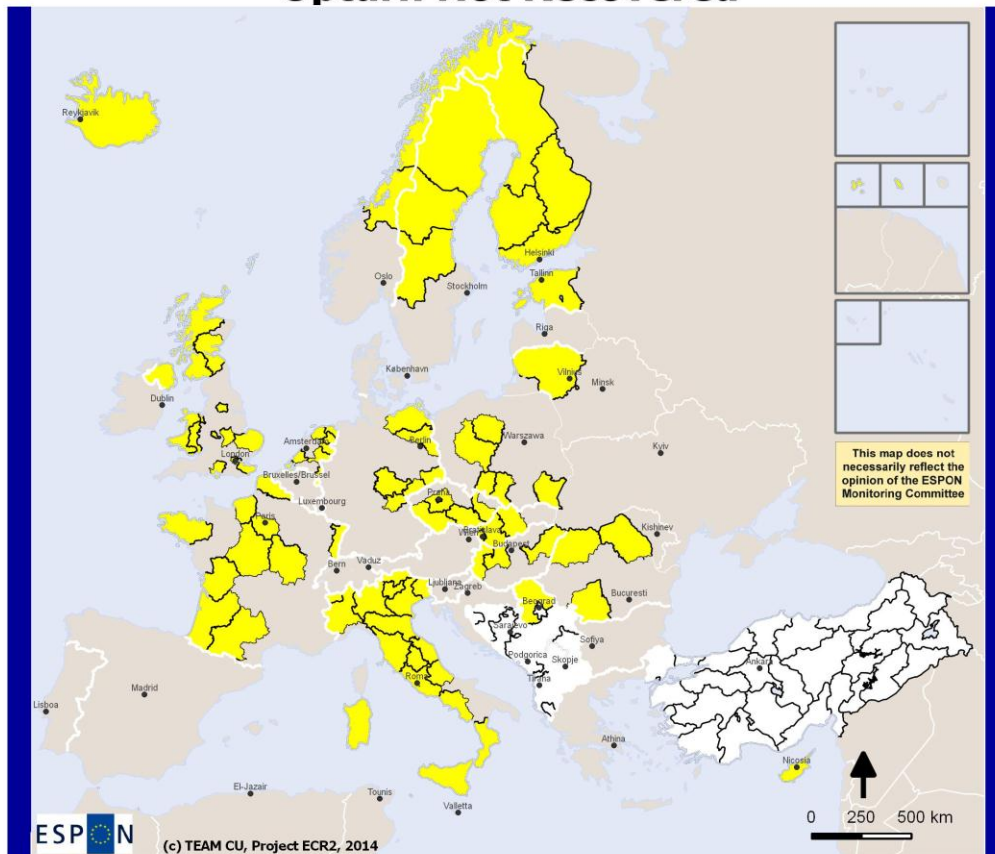 Upturn Not Recovered
Reykjavik
Helsinki
Tallinn
Oslo
Stockholm
Riga
København
Vilnius
Minsk
Dublin
Amsterdam
Berlin
Warszawa
London
Bruxelles/Brussel
Kyiv
Luxembourg
Praha
Paris
Wien
Bratislava
Budapest
Kishinev
Bern
Vaduz
Ljubljana
Zagreb
Beograd
Bucuresti
Sarajevo
Sofiya
Podgorica
Skopje
Ankara
Roma
Tirana
Madrid
Lisboa
Athina
Nicosia
El-Jazair
Tounis
Valletta
This map does not
necessarily reflect the
opinion of the ESPON
Monitoring Committee
0 250 500 km
ESPON
(c) TEAM CU, Project ECR2, 2014